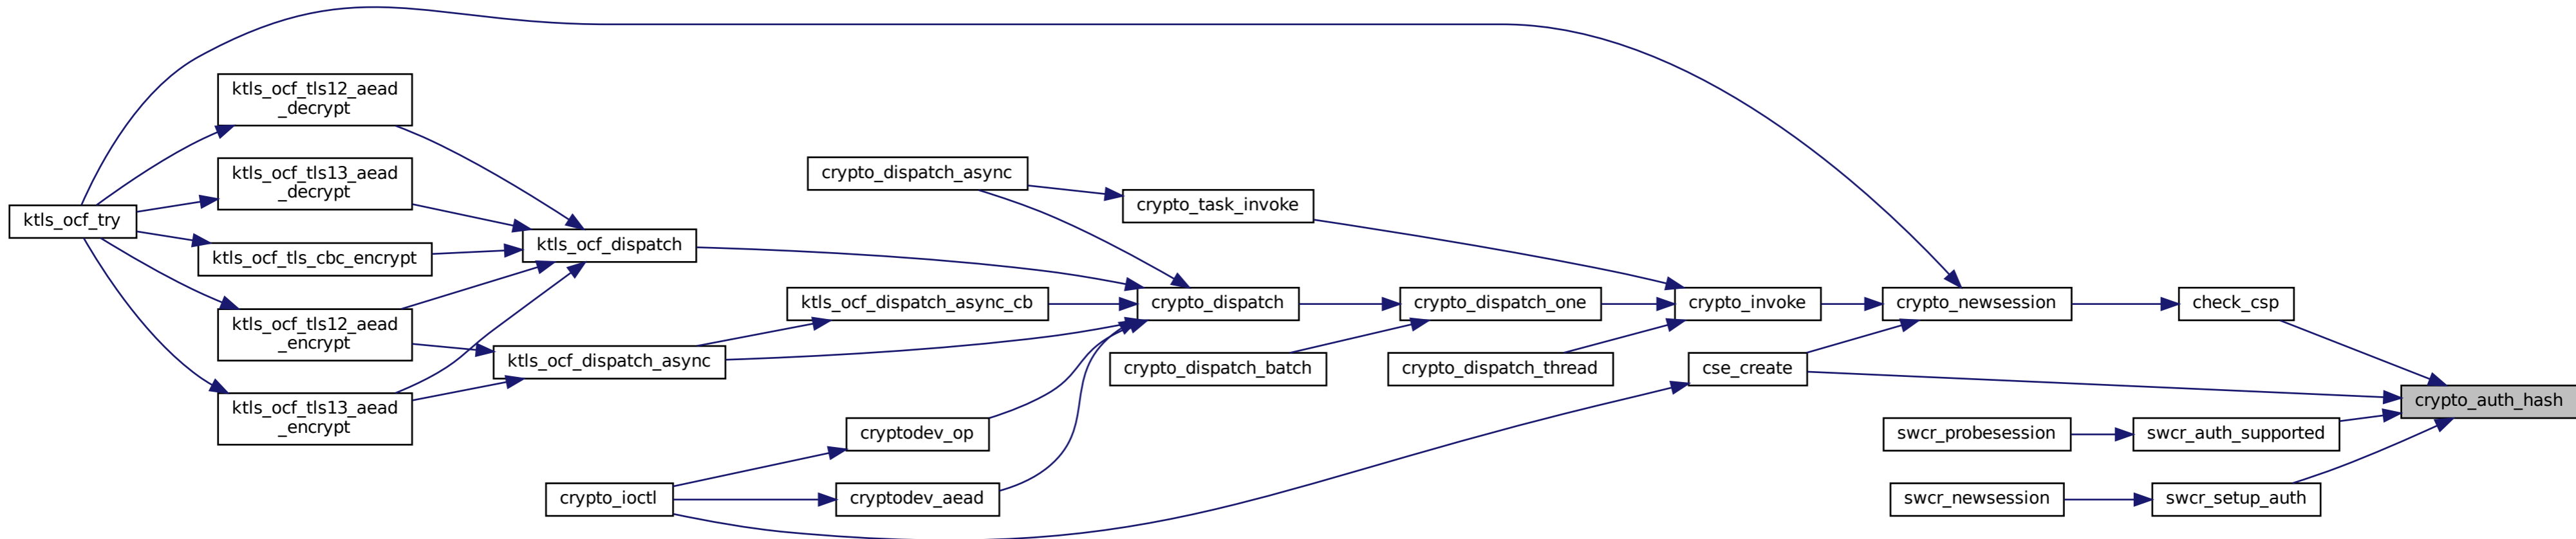 ktls_ocf_try
ktls_ocf_tls12_aead
_decrypt
ktls_ocf_tls13_aead
_decrypt
ktls_ocf_tls_cbc_encrypt
ktls_ocf_tls12_aead
_encrypt
ktls_ocf_tls13_aead
_encrypt
ktls_ocf_dispatch
ktls_ocf_dispatch_async
crypto_ioctl
crypto_dispatch_async
ktls_ocf_dispatch_async_cb
cryptodev_op
cryptodev_aead
crypto_task_invoke
crypto_dispatch
crypto_dispatch_batch
crypto_dispatch_one
crypto_dispatch_thread
crypto_invoke
cse_create
crypto_newsession
swcr_probesession
swcr_newsession
check_csp
swcr_auth_supported
swcr_setup_auth
crypto_auth_hash